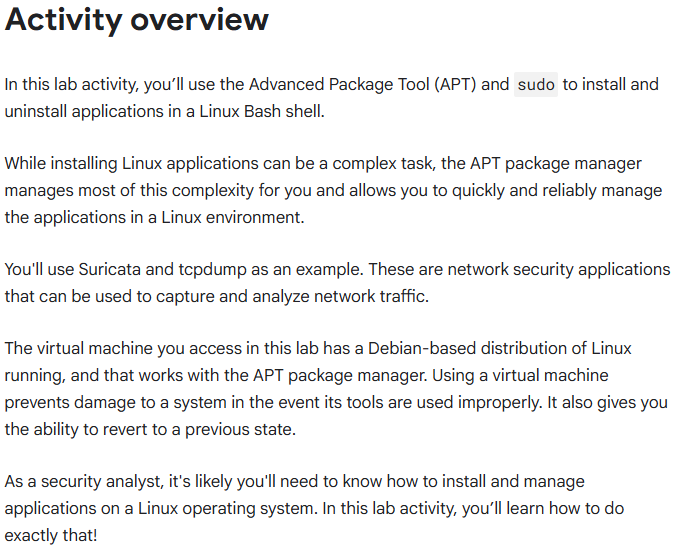 Activity overview
In this lab activity, you’ll use the Advanced Package Tool (APT) and sudo to install and
uninstall applications in a Linux Bash shell.
While installing Linux applications can be a complex task, the APT package manager
manages most of this complexity for you and allows you to quickly and reliably manage
the applications in a Linux environment.
You'll use Suricata and tcpdump as an example. These are network security applications
that can be used to capture and analyze network traffic.
The virtual machine you access in this lab has a Debian-based distribution of Linux
running, and that works with the APT package manager. Using a virtual machine
prevents damage to a system in the event its tools are used improperly. It also gives you
the ability to revert to a previous state.
As a security analyst, it's likely you'll need to know how to install and manage
applications on a Linux operating system. In this lab activity, you’ll learn how to do
exactly that!